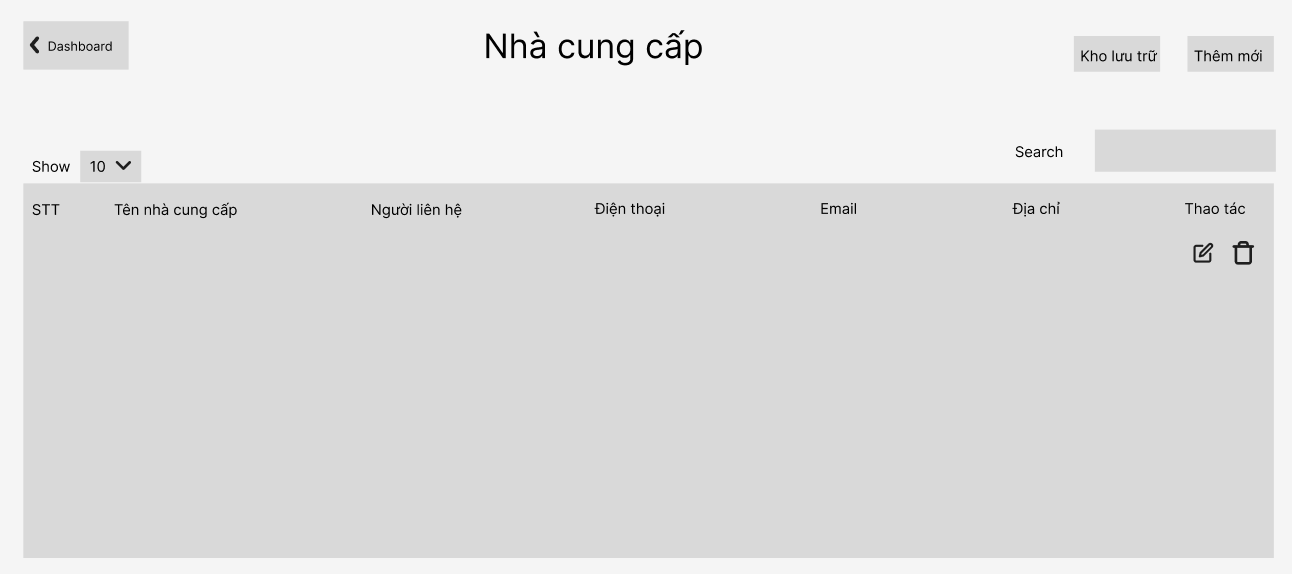 Dashboard
Nhà cung cấp
Kho lưu trữ
Thêm mới
Search
Show 10
STT Tên nhà cung cấp Người liên hệ Điện thoại Email Địa chỉ Thao tác